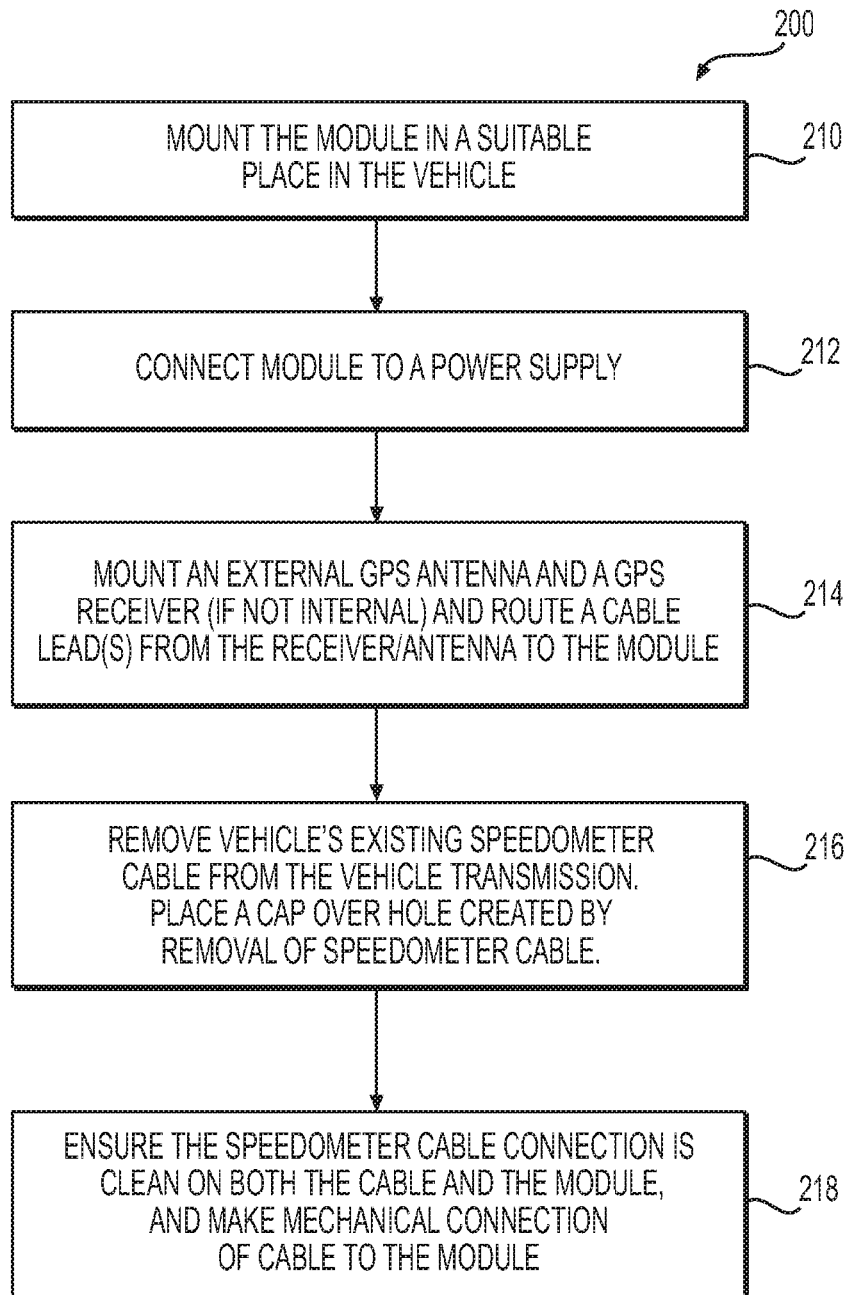 200
MOUNT THE MODULE IN A SUITABLE
PLACE IN THE VEHICLE
210
CONNECT MODULE TO A POWER SUPPLY
212
MOUNT AN EXTERNAL GPS ANTENNA AND A GPS
RECEIVER (IF NOT INTERNAL) AND ROUTE A CABLE
LEAD(S) FROM THE RECEIVER/ANTENNA TO THE MODULE
214
REMOVE VEHICLE'S EXISTING SPEEDOMETER
CABLE FROM THE VEHICLE TRANSMISSION.
PLACE A CAP OVER HOLE CREATED BY
REMOVAL OF SPEEDOMETER CABLE.
216
ENSURE THE SPEEDOMETER CABLE CONNECTION IS
CLEAN ON BOTH THE CABLE AND THE MODULE,
AND MAKE MECHANICAL CONNECTION
OF CABLE TO THE MODULE
218